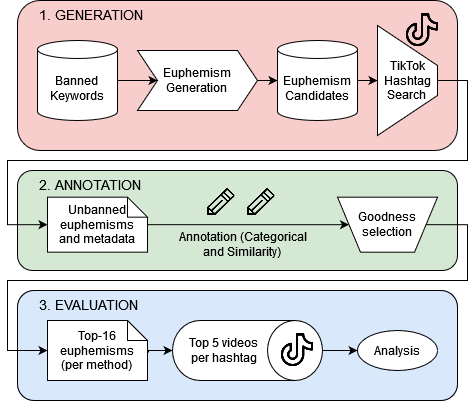 1. GENERATION
Banned
Keywords
Euphemism
Generation
Euphemism
Candidates
TikTok
Hashtag
Search
2. ANNOTATION
Unbanned
euphemisms
and metadata
Annotation (Categorical
and Similarity)
Goodness
selection
3. EVALUATION
Top-16
euphemisms
(per method)
Top 5 videos
per hashtag
Analysis